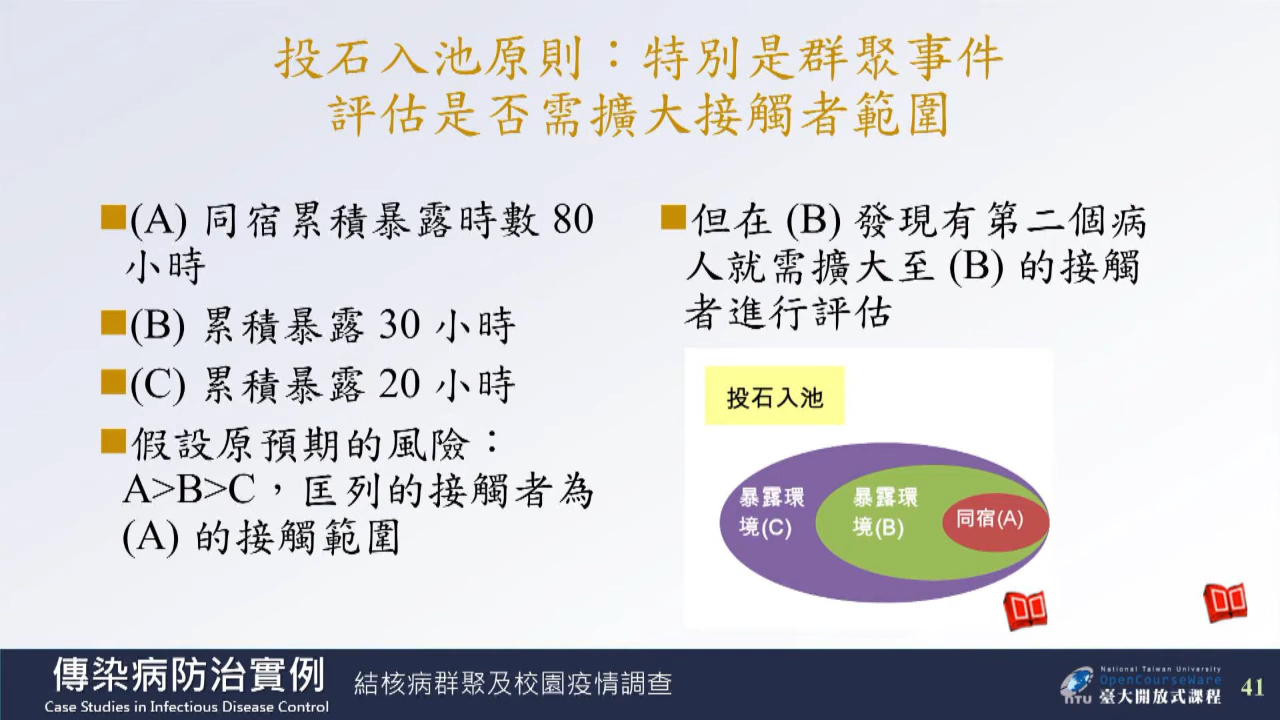 投石入池原則：特別是群聚事件
評估是否需擴大接觸者範圍
(A) 同宿累積暴露時數 80
小時
(B) 累積暴露 30 小時
(C) 累積暴露 20 小時
假設原預期的風險：
A>B>C，匡列的接觸者為
(A) 的接觸範圍
但在 (B) 發現有第二個病
人就需擴大至 (B) 的接觸
者進行評估
投石入池
暴露環
境(C)
暴露環
境(B)
同宿(A)
傳染病防治實例
Case Studies in Infectious Disease Control
結核病群聚及校園疫情調查
NTU
National Taiwan University
OpenCourseWare
臺大開放式課程
41